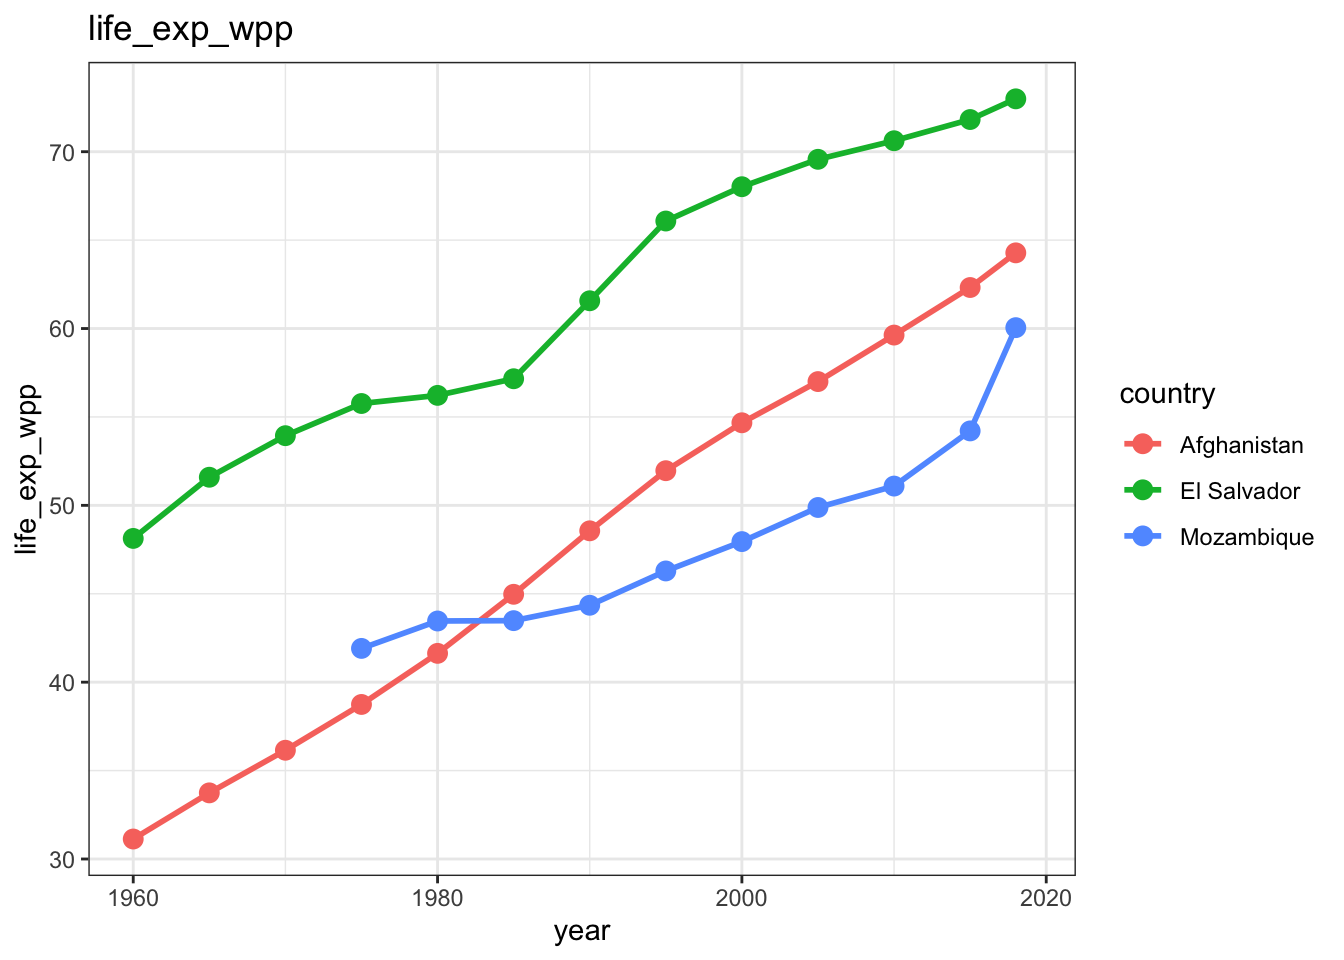 life_exp_wpp
life_exp_wpp
70
60
50
40
30
1960
1980
2000
2020
year
country
Afghanistan
El Salvador
Mozambique